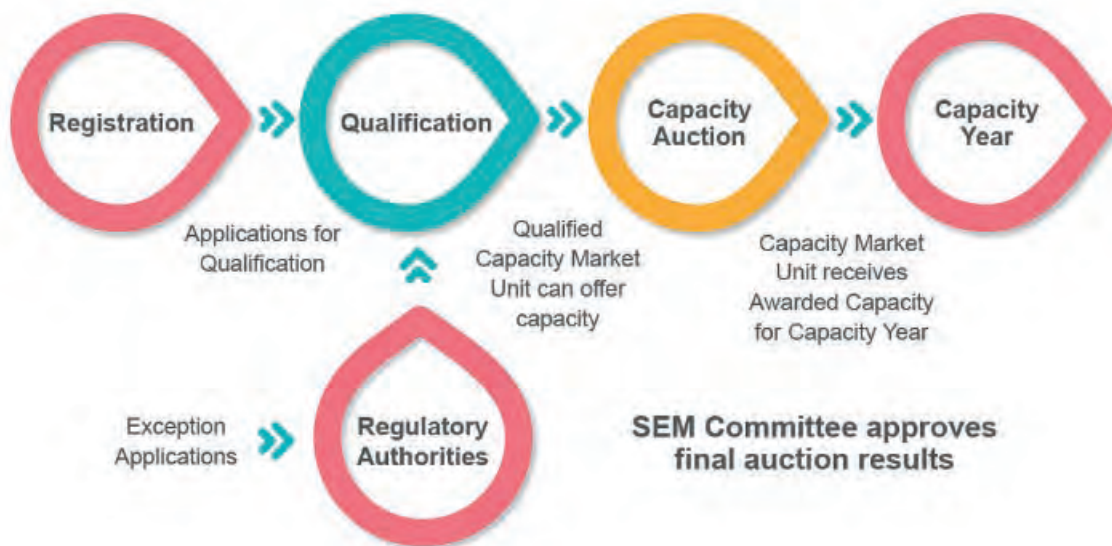 Registration
Qualification
Capacity
Auction
Capacity
Year
Applications for
Qualification
Qualified
Capacity Market
Unit can offer
capacity
Capacity Market
Unit receives
Awarded Capacity
for Capacity Year
Exception
Applications
Regulatory
Authorities
SEM Committee approves
final auction results